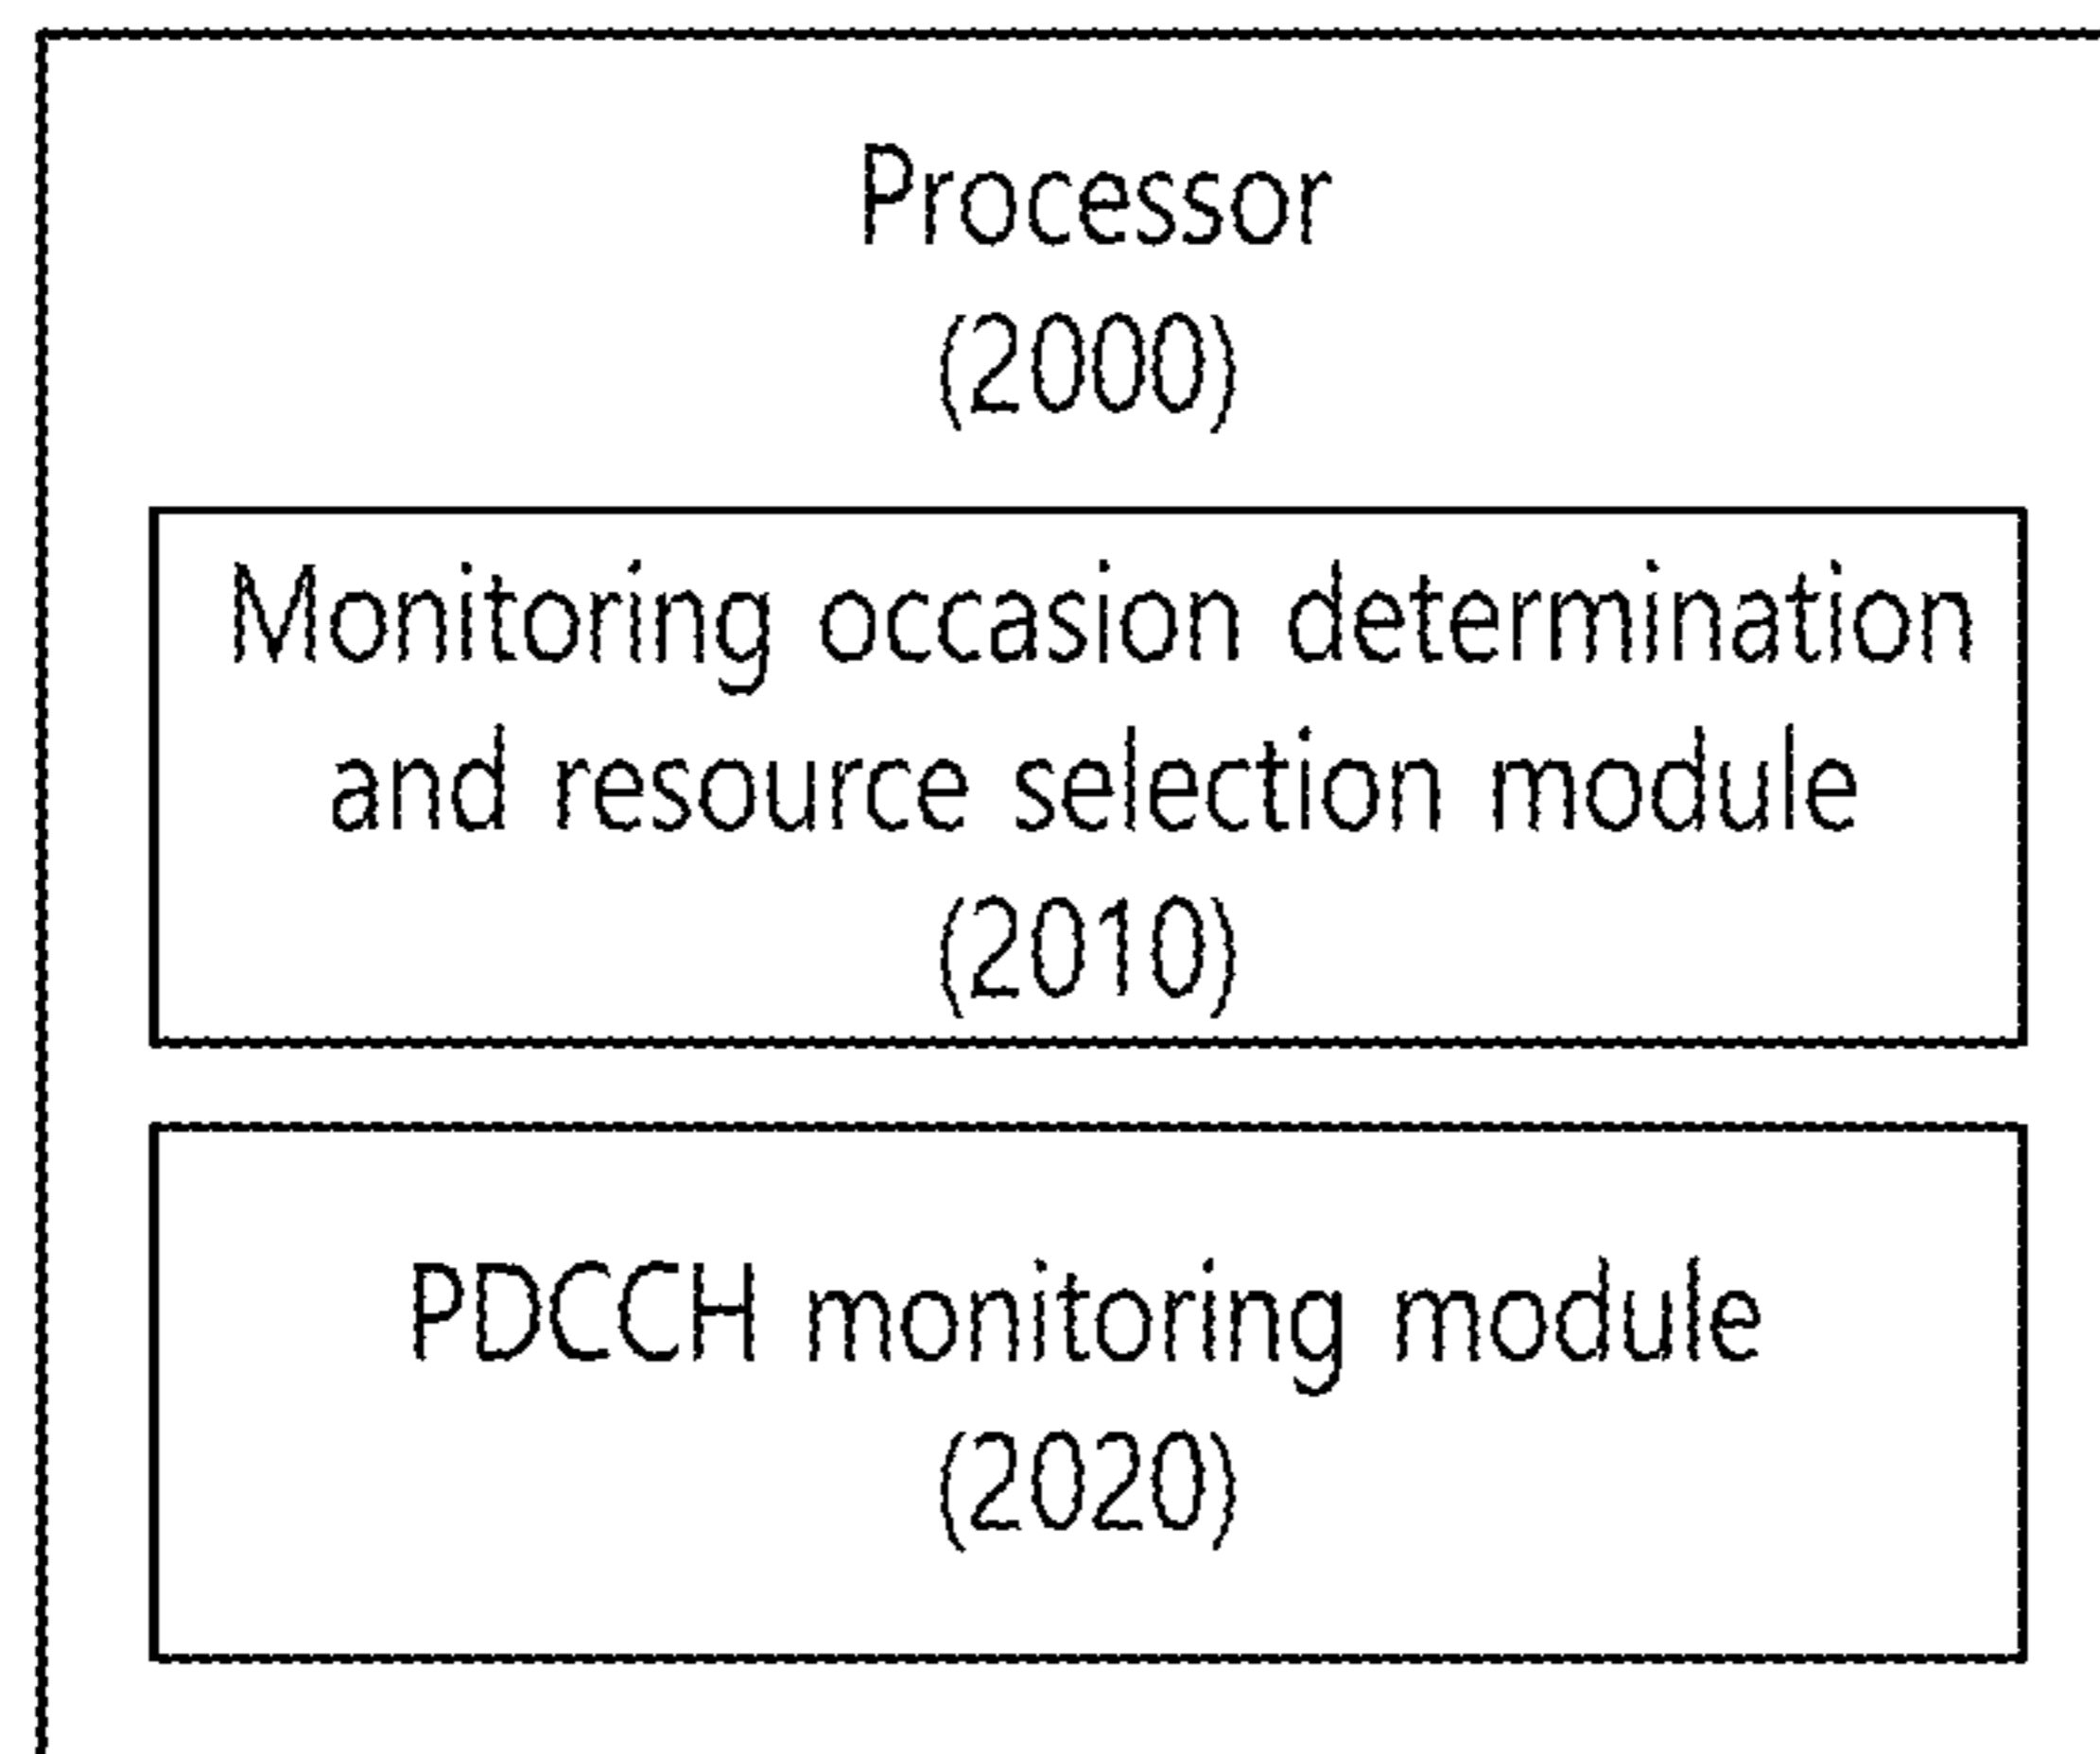 Processor
(2000)
Monitoring occasion determination
and resource selection module
(2010)
PDCCH monitoring module
(2020)